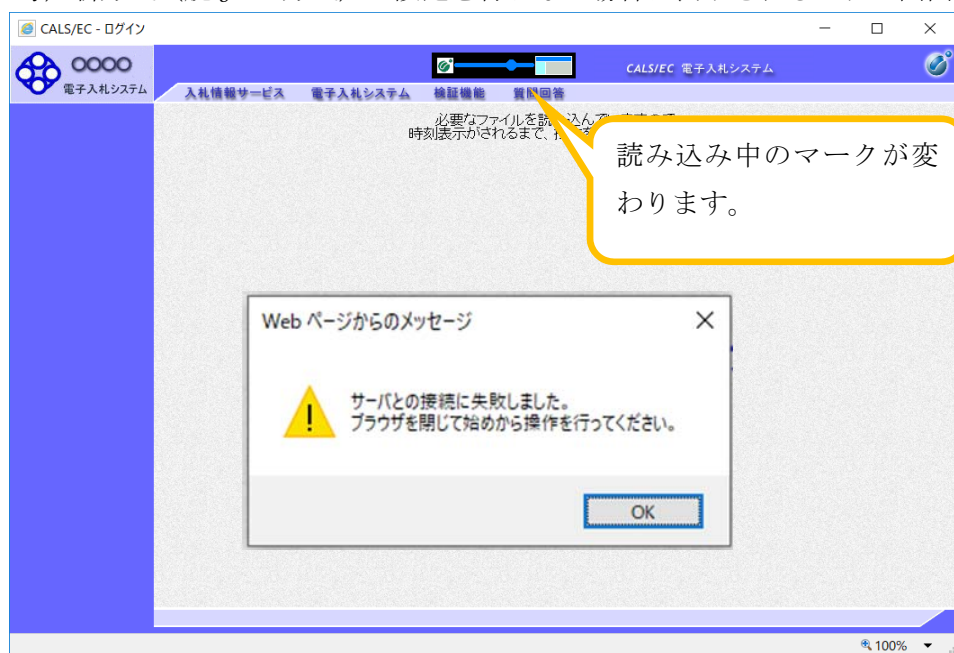 CALS/EC - ログイン
○○○○
電子入札システム
CALS/EC 電子入札システム
入札情報サービス 電子入札システム 検証機能 質問回答
必要なファイルを読み込んで
時刻表示がされるまで、
読み込み中のマークが変
わります。
Web ページからのメッセージ
サーバとの接続に失敗しました。
ブラウザを閉じて始めから操作を行ってください。
OK
100%